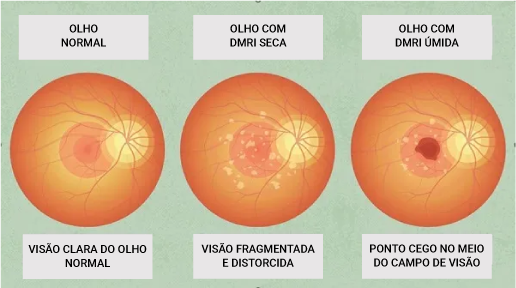 OLHO
NORMAL
OLHO COM
DMRI SECA
OLHO COM
DMRI ÚMIDA
VISÃO CLARA DO OLHO
NORMAL
VISÃO FRAGMENTADA
E DISTORCIDA
PONTO CEGO NO MEIO
DO CAMPO DE VISÃO